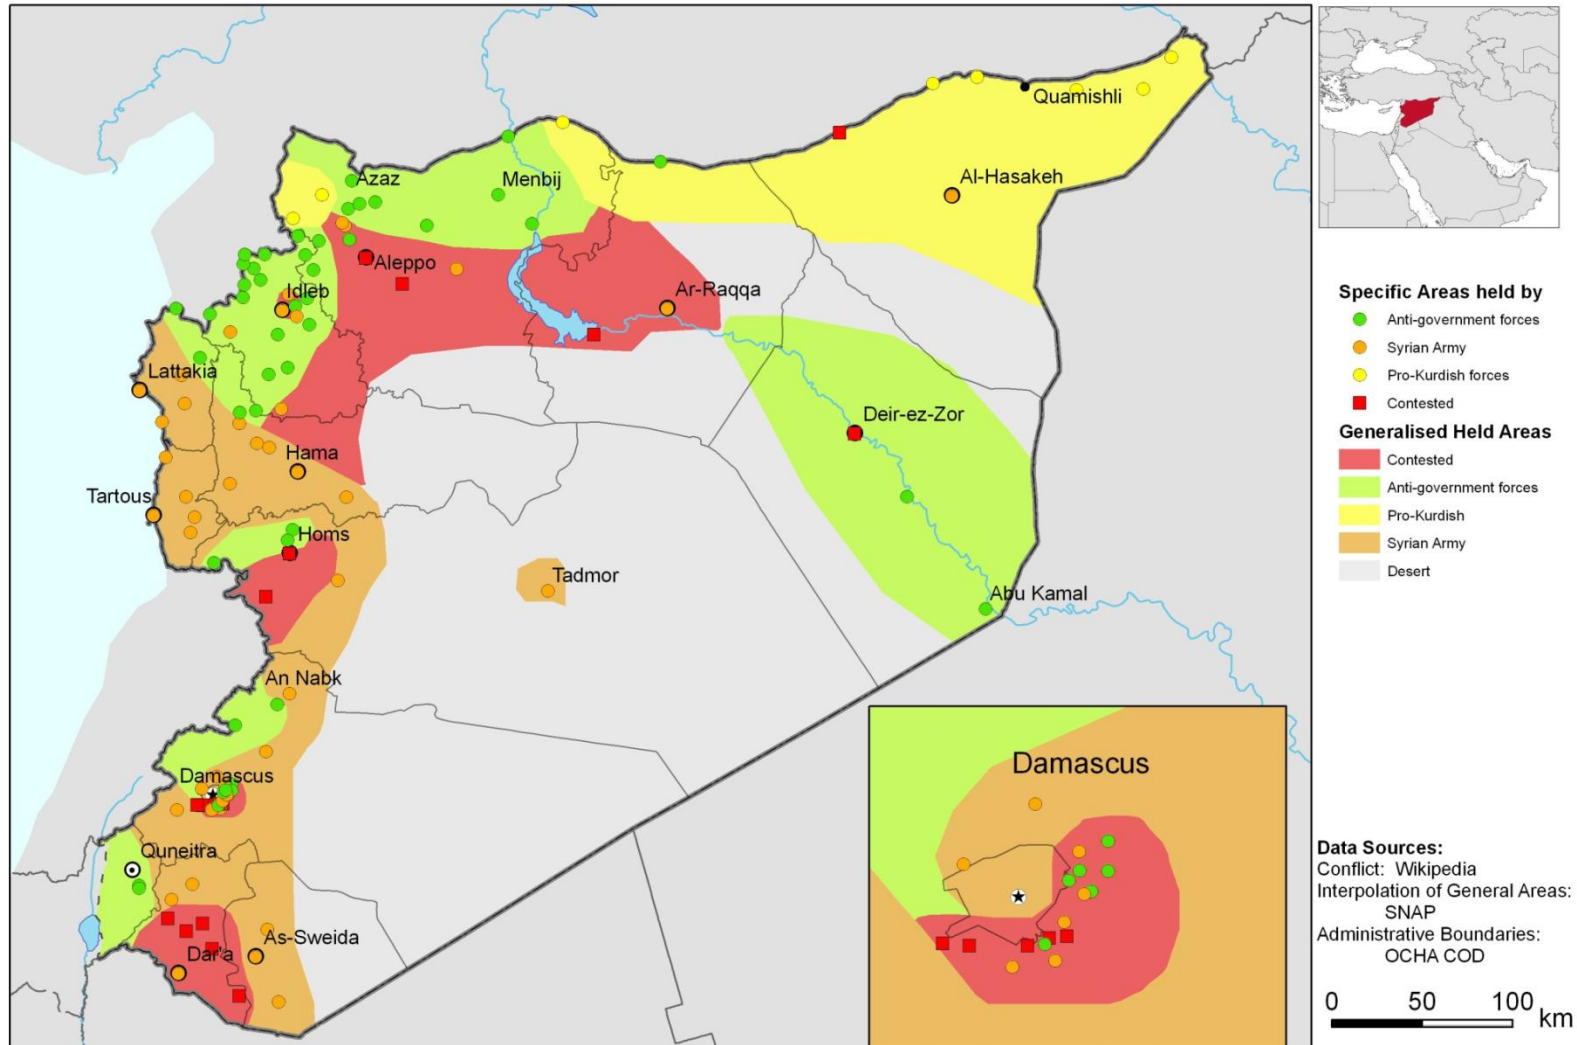 Quamishli
Azaz
Menbij
Al-Hasakeh
Aleppo
Idleb
Ar-Raqqa
Lattakia
Deir-ez-Zor
Hama
Tartous
Homs
Tadmor
Abu Kamal
An Nabk
Damascus
Quneitra
As-Sweida
Dar'a
Damascus
Specific Areas held by
Anti-government forces
Syrian Army
Pro-Kurdish forces
Contested
Generalised Held Areas
Contested
Anti-government forces
Pro-Kurdish
Syrian Army
Desert
Data Sources:
Conflict: Wikipedia
Interpolation of General Areas:
SNAP
Administrative Boundaries:
OCHA COD
0 50 100 km